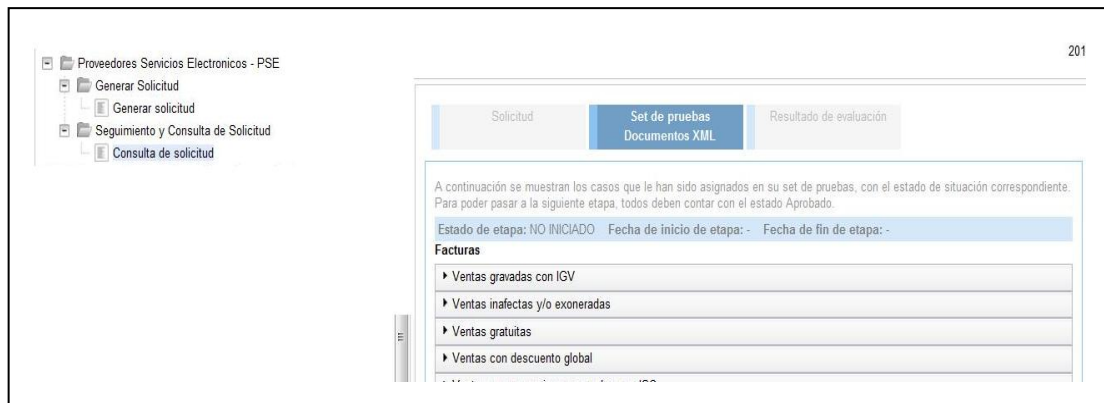 201
Proveedores Servicios Electronicos - PSE
Generar Solicitud
Generar solicitud
Seguimiento y Consulta de Solicitud
Consulta de solicitud
Solicitud
Set de pruebas
Documentos XML
Resultado de evaluación
A continuación se muestran los casos que le han sido asignados en su set de pruebas, con el estado de situación correspondiente.
Para poder pasar a la siguiente etapa, todos deben contar con el estado Aprobado.
Estado de etapa: NO INICIADO Fecha de inicio de etapa: - Fecha de fin de etapa: -
Facturas
Ventas gravadas con IGV
Ventas inafectas y/o exoneradas
Ventas gratuitas
Ventas con descuento global